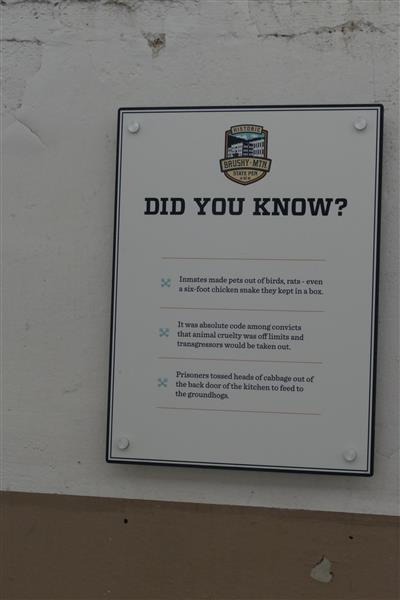 HISTORIC
BRUSHY • MTN
STATE PEN
DID YOU KNOW?
Inmates made pets out of birds, rats - even
a six-foot chicken snake they kept in a box.
It was absolute code among convicts
that animal cruelty was off limits and
transgressors would be taken out.
Prisoners tossed heads of cabbage out of
the back door of the kitchen to feed to
the groundhogs.